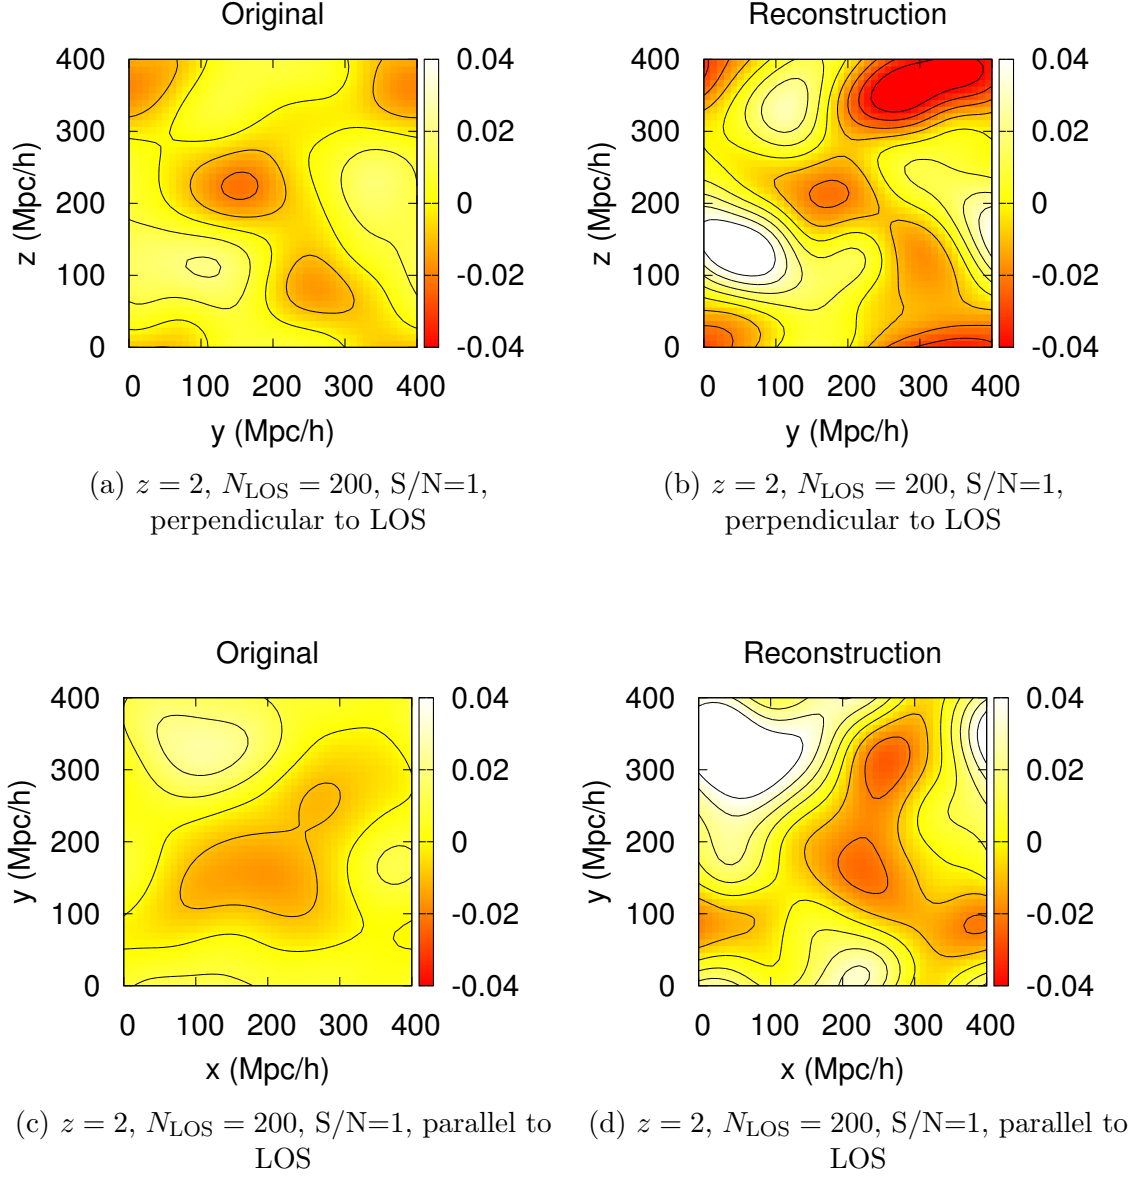 Original
Reconstruction
400
300
200
100
0
z (Mpc/h)
0 100 200 300 400
y (Mpc/h)
0.04
0.02
0
-0.02
-0.04
400
300
200
100
0
z (Mpc/h)
0 100 200 300 400
y (Mpc/h)
0.04
0.02
0
-0.02
-0.04
(a) z = 2, N_LOS = 200, S/N=1,
perpendicular to LOS
(b) z = 2, N_LOS = 200, S/N=1,
perpendicular to LOS
Original
Reconstruction
400
300
200
100
0
y (Mpc/h)
0 100 200 300 400
x (Mpc/h)
0.04
0.02
0
-0.02
-0.04
400
300
200
100
0
y (Mpc/h)
0 100 200 300 400
x (Mpc/h)
0.04
0.02
0
-0.02
-0.04
(c) z = 2, N_LOS = 200, S/N=1, parallel to
LOS
(d) z = 2, N_LOS = 200, S/N=1, parallel to
LOS